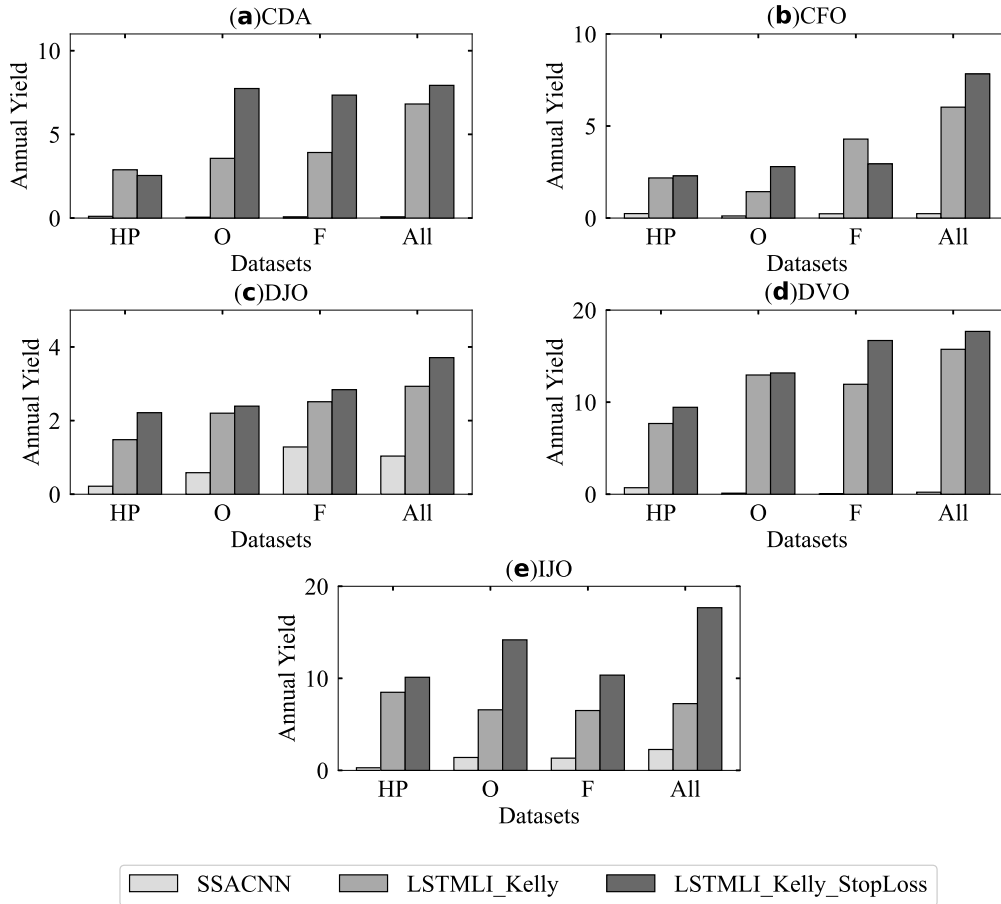 (a)CDA
Annual Yield
10
5
0
HP O F All
Datasets
(b)CFO
Annual Yield
10
5
0
HP O F All
Datasets
(c)DJO
Annual Yield
4
2
0
HP O F All
Datasets
(d)DVO
Annual Yield
20
10
0
HP O F All
Datasets
(e)IJO
Annual Yield
20
10
0
HP O F All
Datasets
SSACNN LSTMLI_Kelly LSTMLI_Kelly_StopLoss